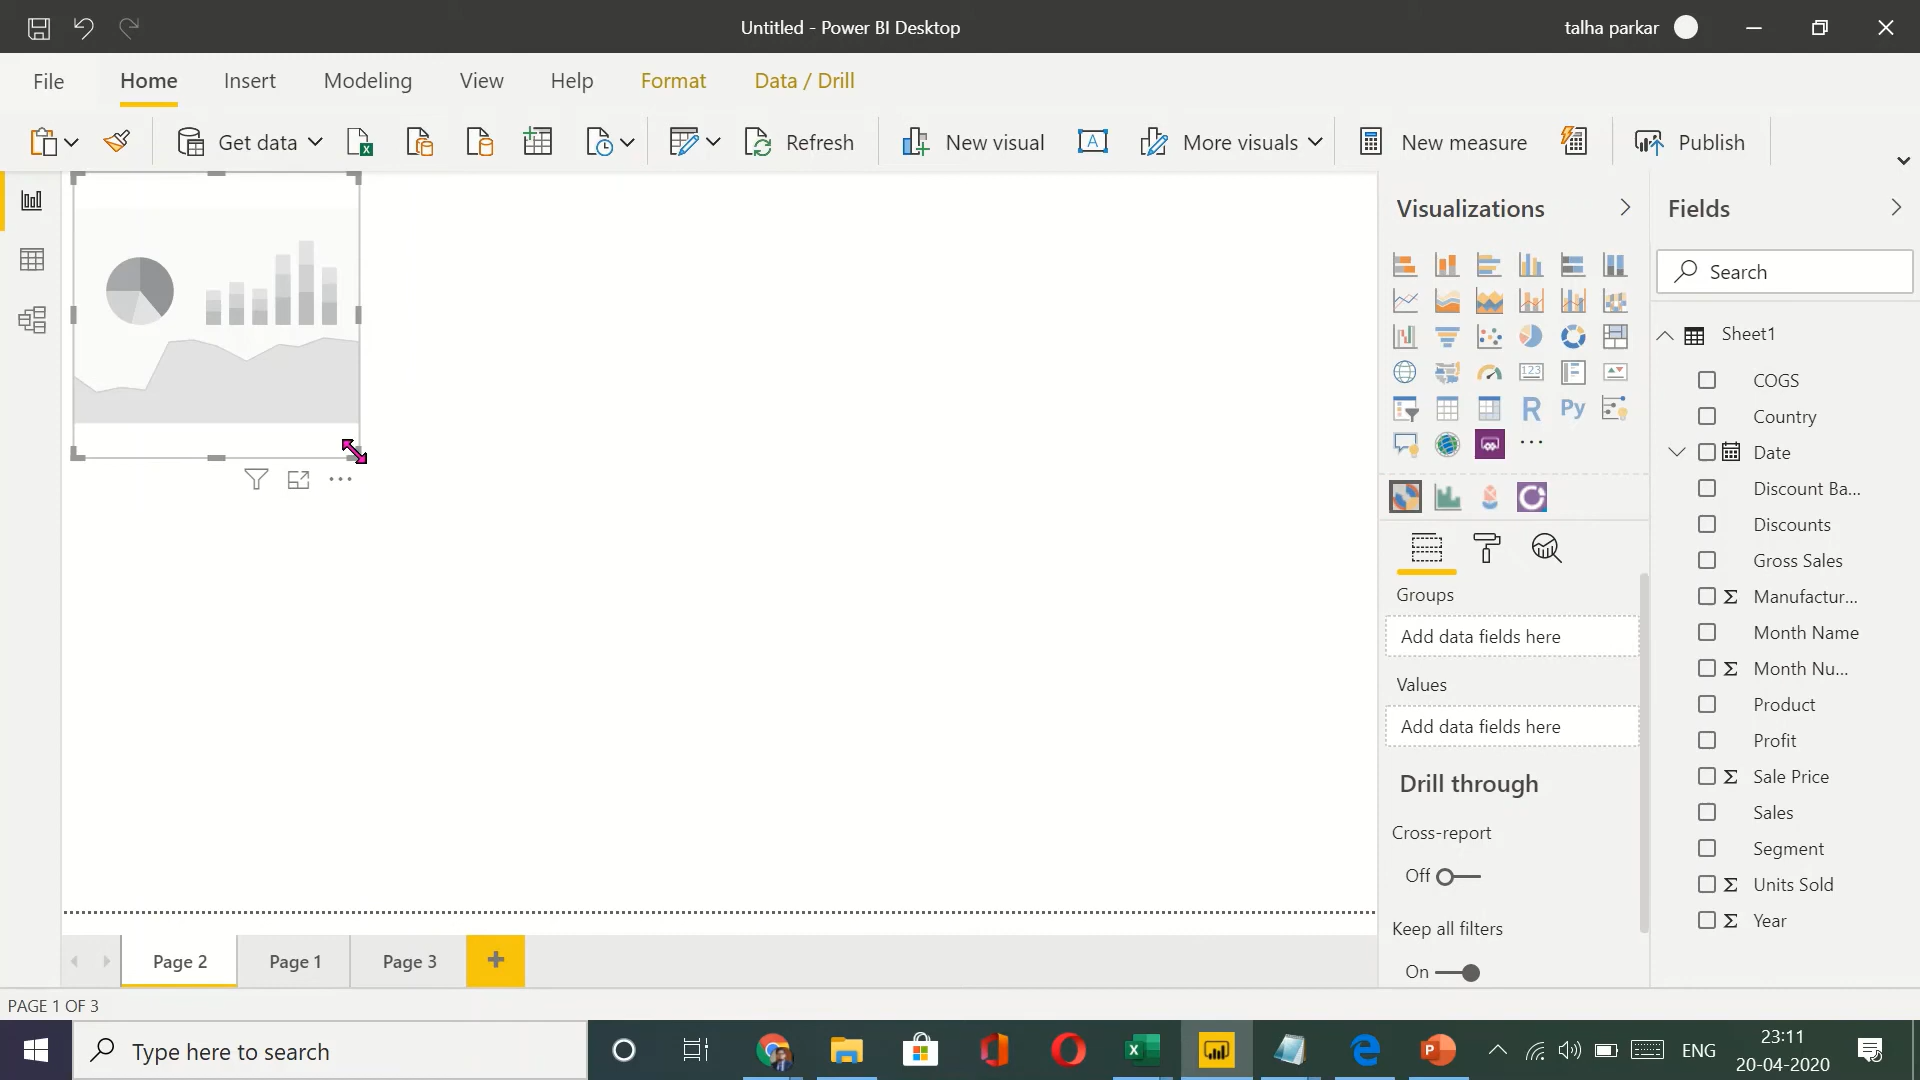 Untitled - Power BI Desktop
talha parkar
File Home Insert Modeling View Help Format Data / Drill
Get data Refresh New visual A More visuals New measure Publish
Visualizations
Fields
Search
Sheet1
COGS
Country
Date
Discount Ba...
Discounts
Gross Sales
Σ Manufactur...
Month Name
Σ Month Nu...
Product
Profit
Σ Sale Price
Sales
Segment
Σ Units Sold
Σ Year
123
R Py
Groups
Add data fields here
Values
Add data fields here
Drill through
Cross-report
Off
Keep all filters
On
Page 2 Page 1 Page 3 +
PAGE 1 OF 3
Type here to search
ENG
23:11
20-04-2020